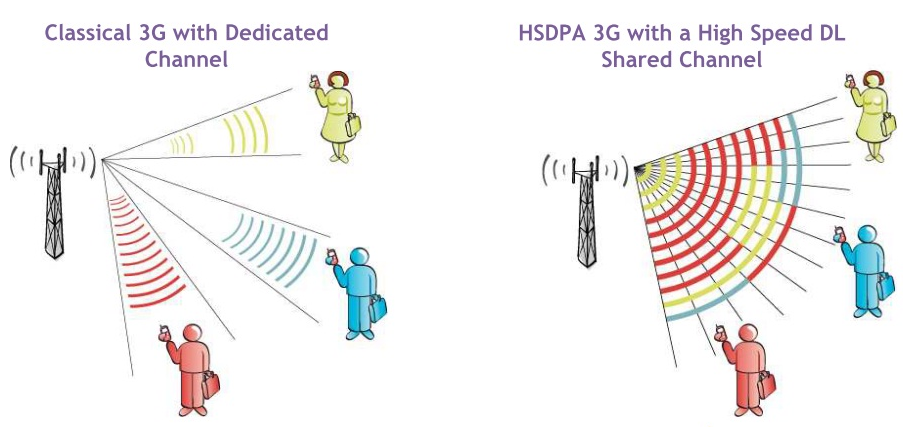 Classical 3G with Dedicated
Channel
HSDPA 3G with a High Speed DL
Shared Channel